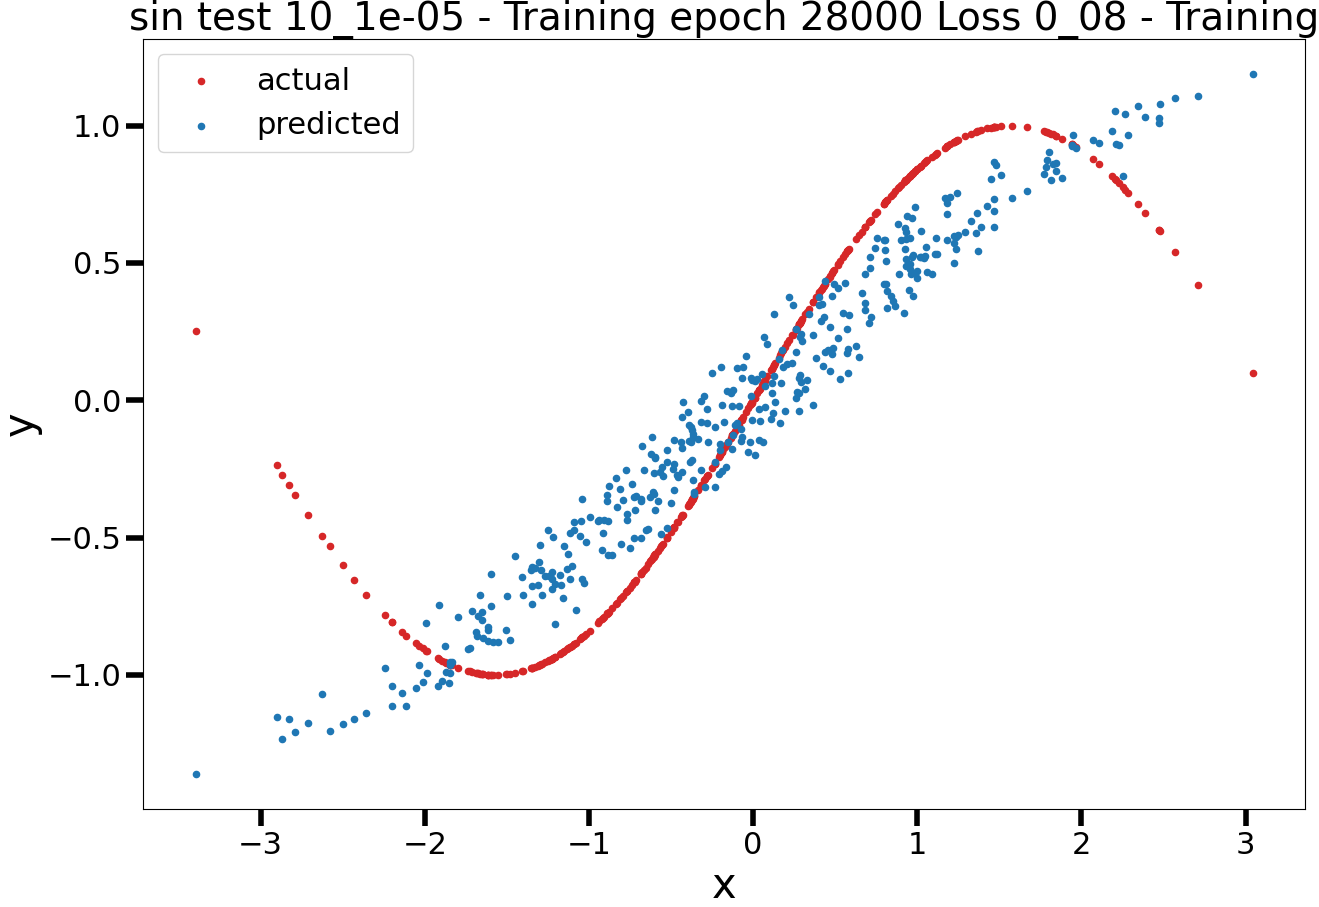 sin test 10_1e-05 - Training epoch 28000 Loss 0_08 - Training
actual
predicted
1.0
0.5
0.0
−0.5
−1.0
y
−3 −2 −1 0 1 2 3
x